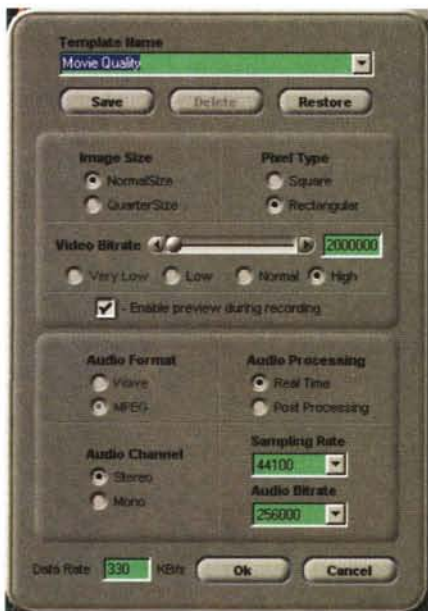 Template Name
Movie Quality
Save Delete Restore
Image Size
NormalSize
QuarterSize
Pixel Type
Square
Rectangular
Video Bitrate 2000000
Very Low Low Normal High
- Enable preview during recording
Audio Format
Wave
MPEG
Audio Processing
Real Time
Post Processing
Audio Channel
Stereo
Mono
Sampling Rate
44100
Audio Bitrate
256000
Data Rate 330 KB/s Ok Cancel